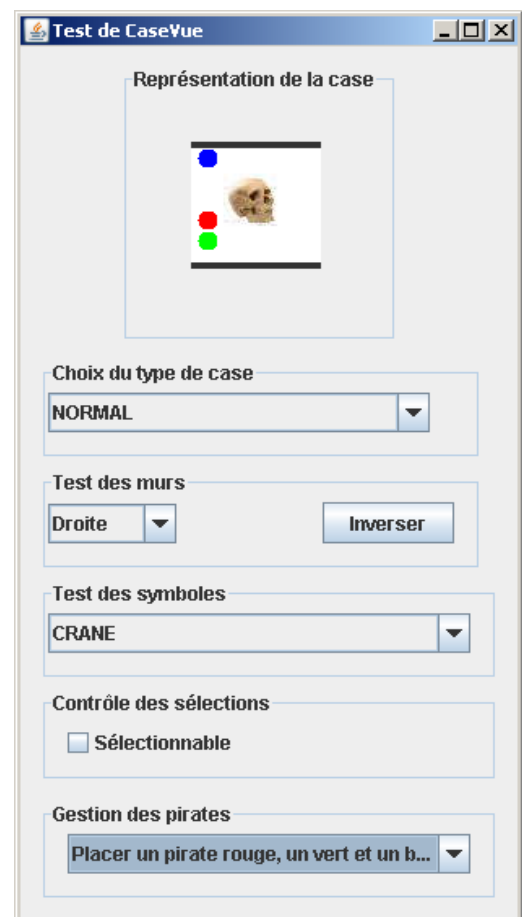 Test de CaseVue
Représentation de la case
Choix du type de case
NORMAL
Test des murs
Droite
Inverser
Test des symboles
CRANE
Contrôle des sélections
Sélectionnable
Gestion des pirates
Placer un pirate rouge, un vert et un b...